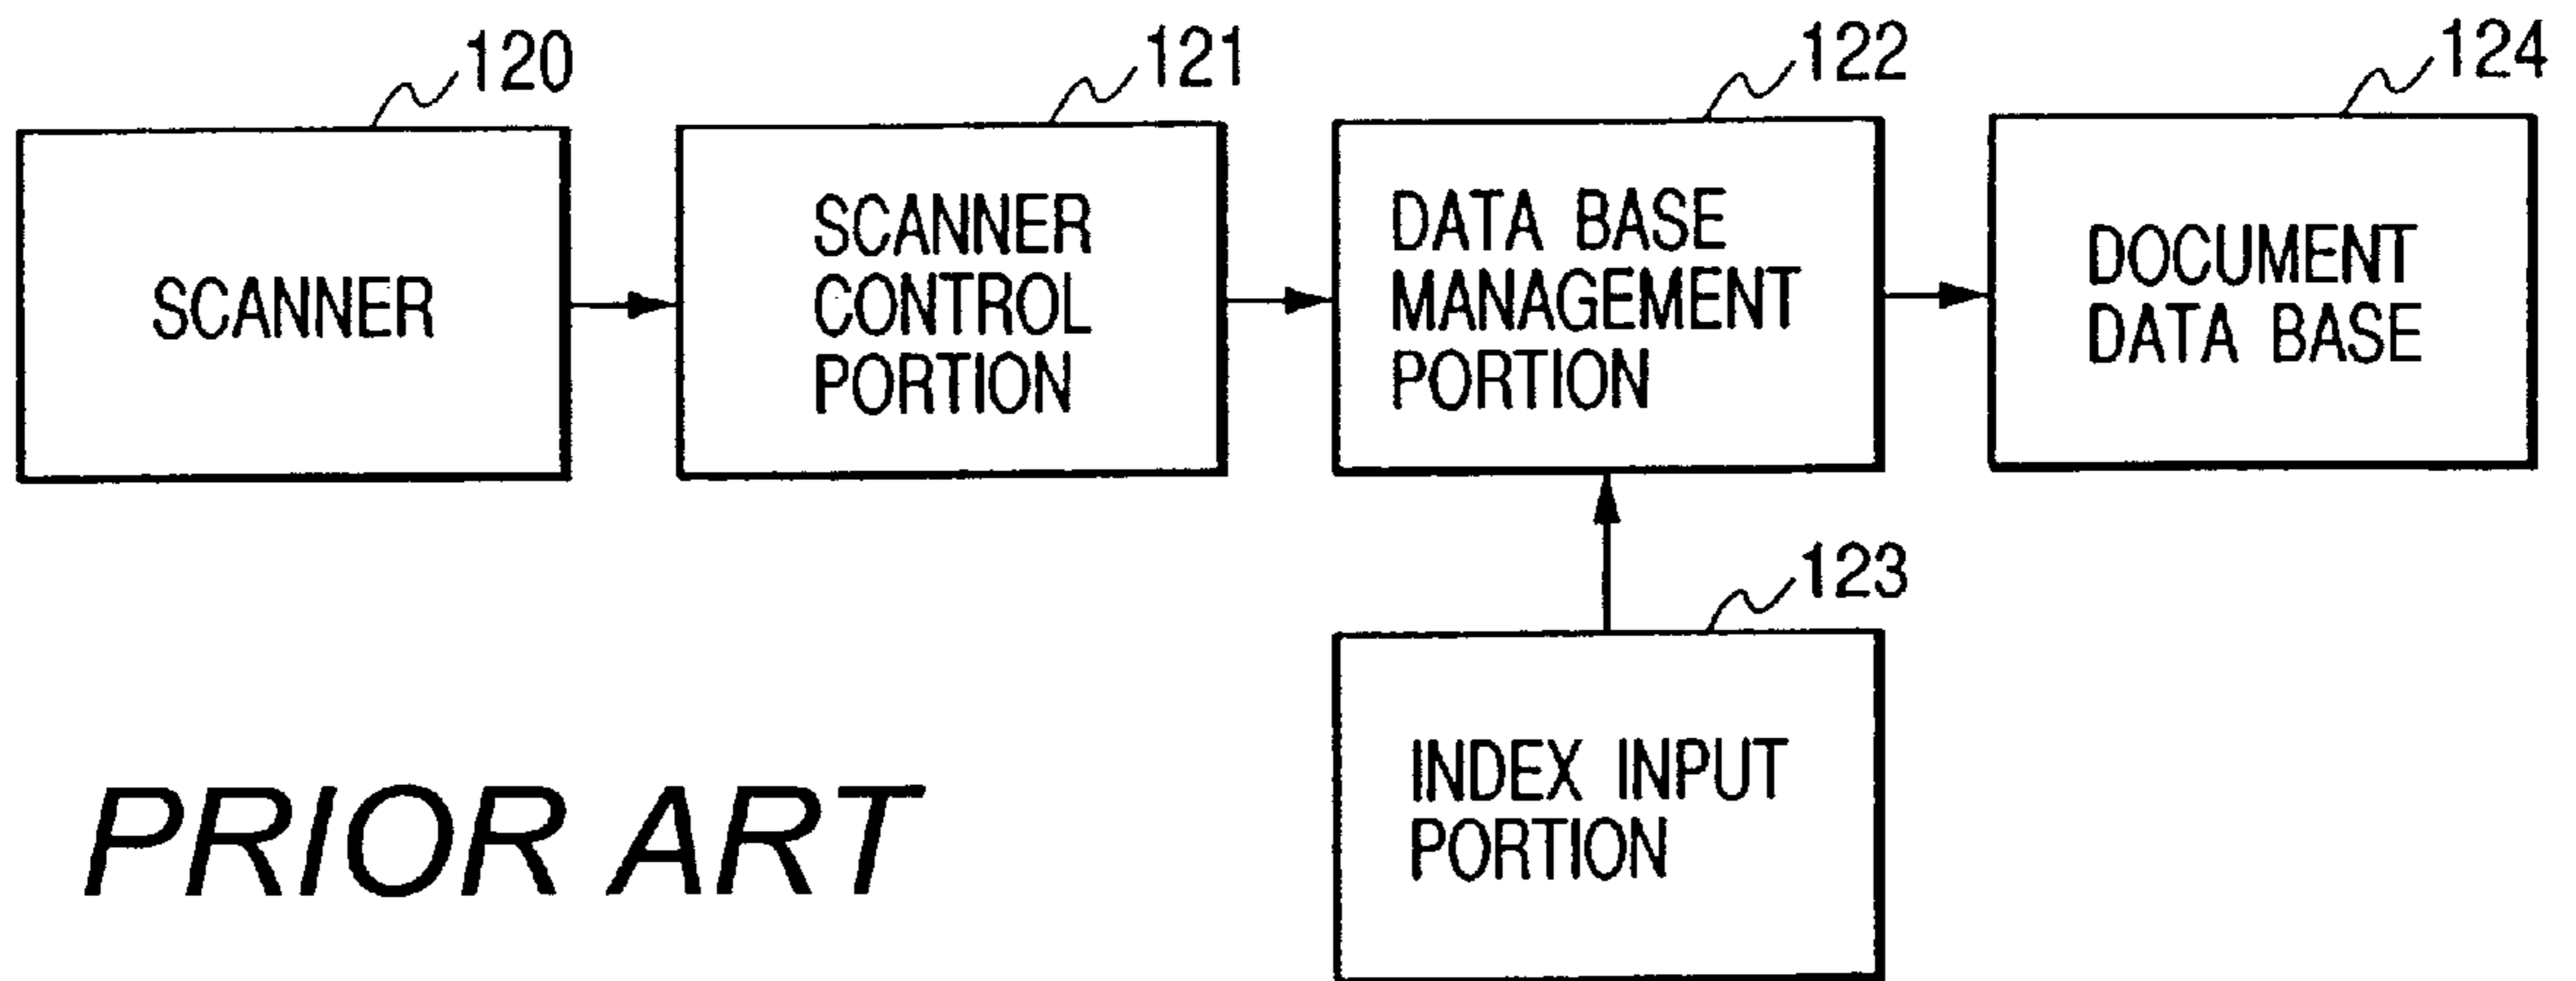 120
121
122
124
SCANNER
SCANNER
CONTROL
PORTION
DATA BASE
MANAGEMENT
PORTION
DOCUMENT
DATA BASE
123
INDEX INPUT
PORTION
PRIOR ART